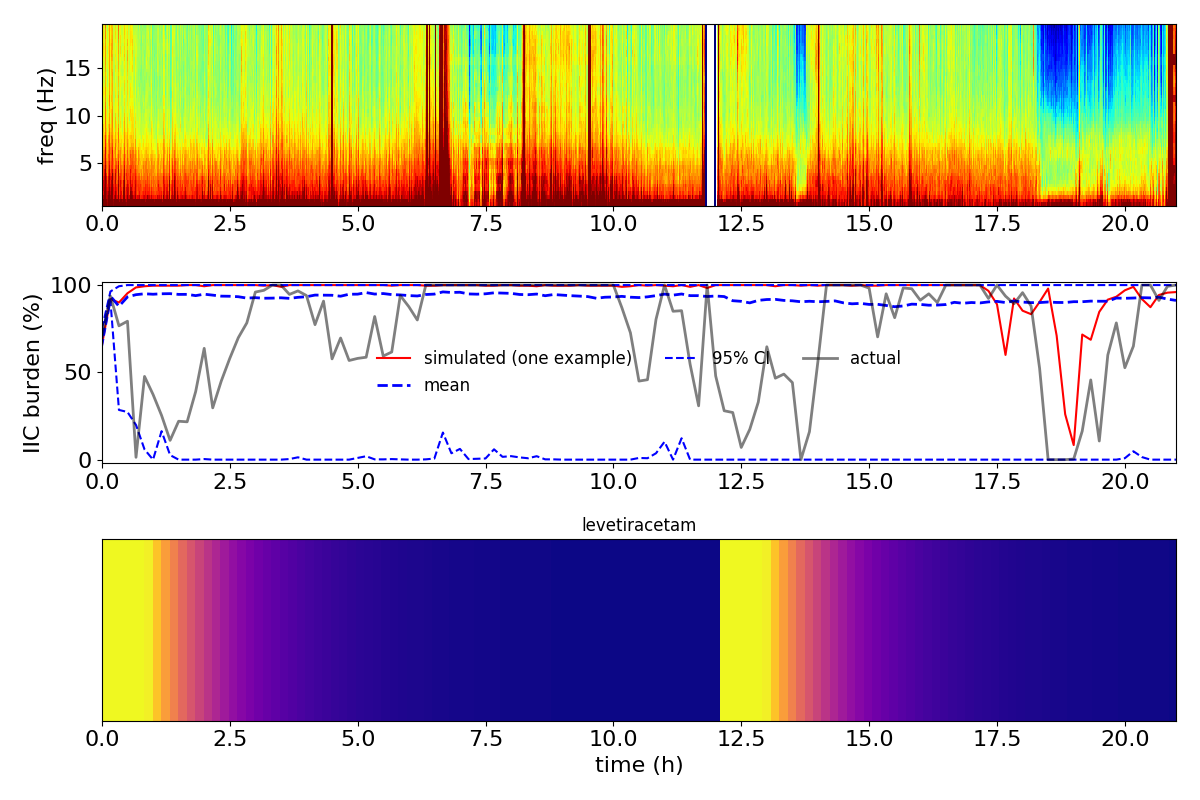 freq (Hz)
15
10
5
0.0 2.5 5.0 7.5 10.0 12.5 15.0 17.5 20.0
IIC burden (%)
100
50
0
simulated (one example) 95% CI actual
mean
0.0 2.5 5.0 7.5 10.0 12.5 15.0 17.5 20.0
levetiracetam
0.0 2.5 5.0 7.5 10.0 12.5 15.0 17.5 20.0
time (h)